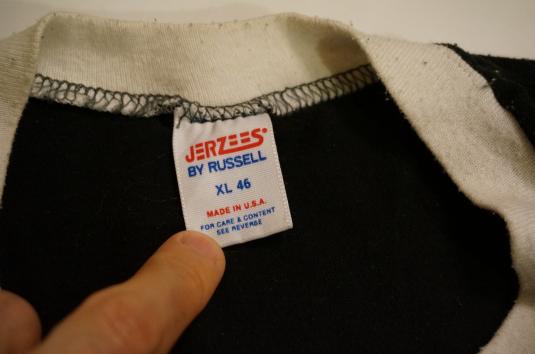 JERZEES
BY RUSSELL
XL 46
MADE IN U.S.A.
FOR CARE & CONTENT
SEE REVERSE